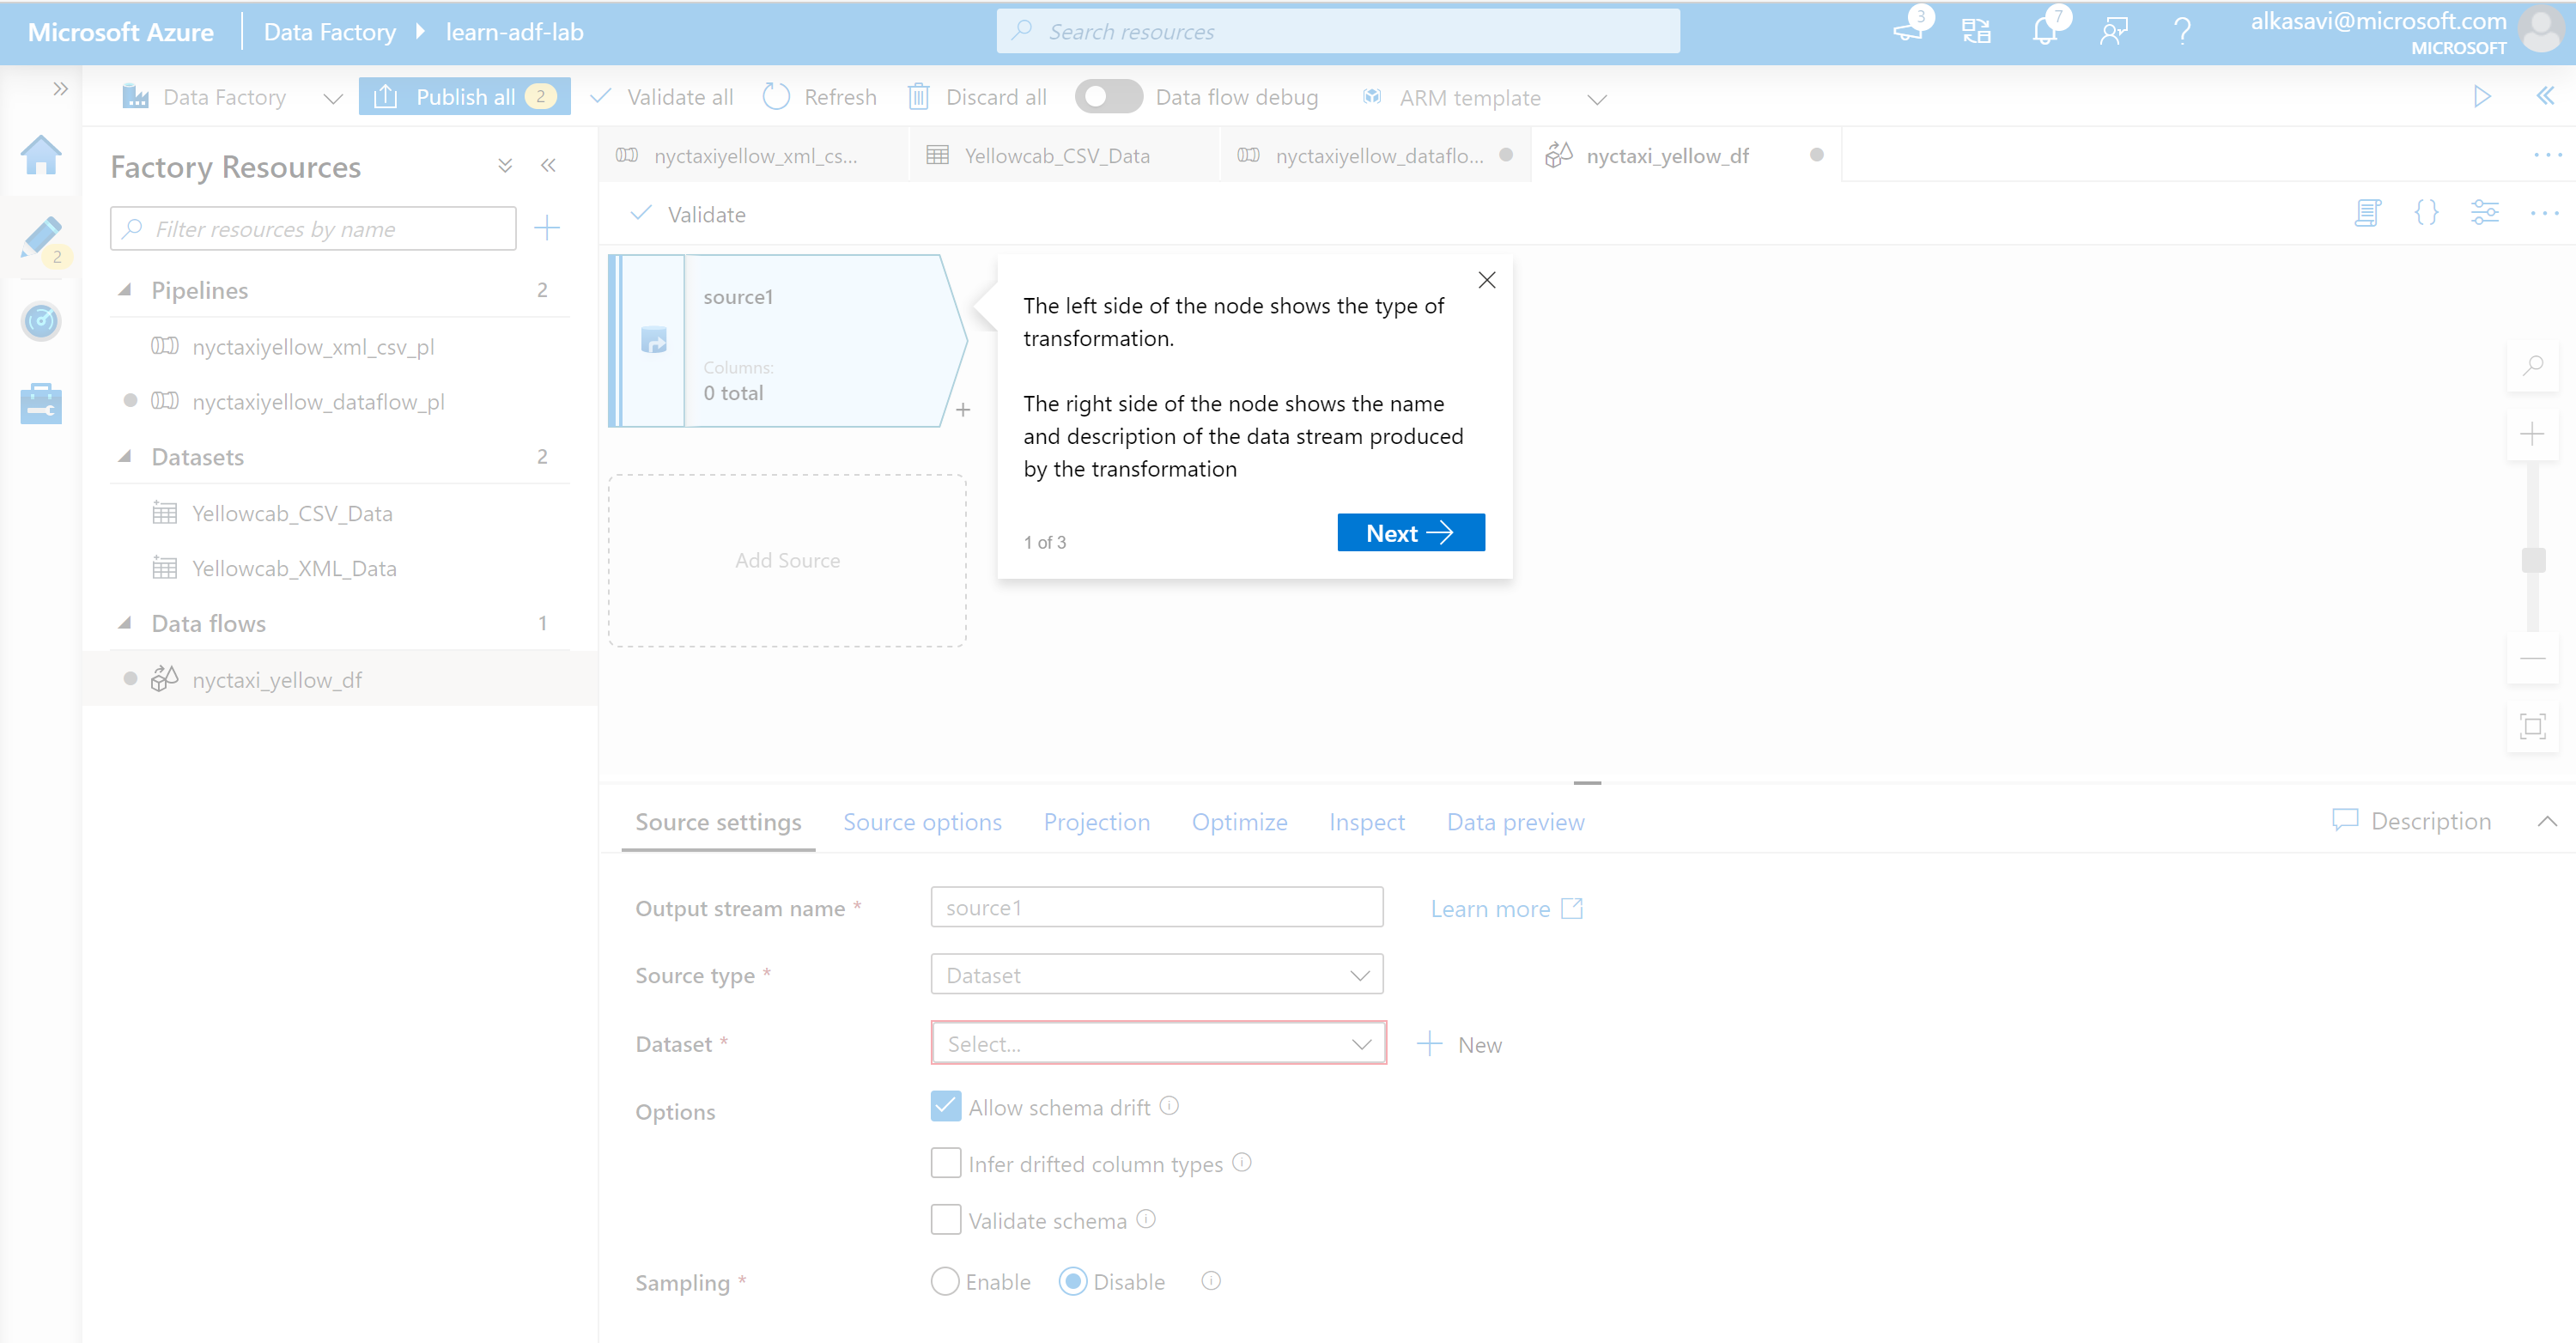 Microsoft Azure
Data Factory
learn-adf-lab
Search resources
3
7
alkasavi@microsoft.com
MICROSOFT
Data Factory
Publish all
2
Validate all
Refresh
Discard all
Data flow debug
ARM template
2
Factory Resources
Filter resources by name
Pipelines
2
nyctaxiyellow_xml_csv_pl
nyctaxiyellow_dataflow_pl
Datasets
2
Yellowcab_CSV_Data
Yellowcab_XML_Data
Data flows
1
nyctaxi_yellow_df
nyctaxiyellow_xml_cs...
Yellowcab_CSV_Data
nyctaxiyellow_dataflo...
nyctaxi_yellow_df
Validate
source1
Columns:
0 total
Add Source
The left side of the node shows the type of
transformation.
The right side of the node shows the name
and description of the data stream produced
by the transformation
1 of 3
Next
Source settings
Source options
Projection
Optimize
Inspect
Data preview
Description
Output stream name *
source1
Learn more
Source type *
Dataset
Dataset *
Select...
New
Options
Allow schema drift
Infer drifted column types
Validate schema
Sampling *
Enable
Disable